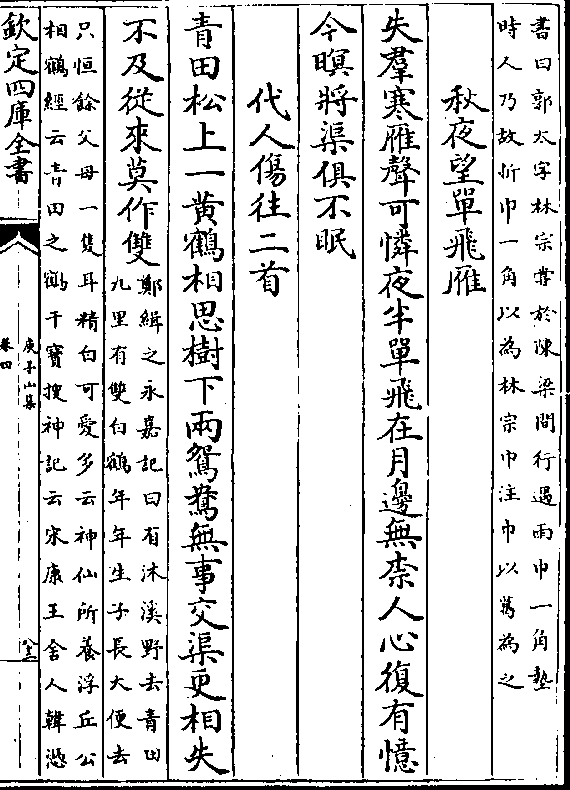 書曰郭太字林宗嘗於陳梁間行遇雨巾一角墊
時人乃故折巾一角以為林宗巾注巾以葛為之
秋夜望單飛雁
失羣寒雁聲可憐夜半單飛在月邊無柰人心復有憶
今暝將渠俱不眠
代人傷往二首
青田松上一黄鶴相思樹下兩鴛鴦無事交渠更相失
不及從來莫作雙
鄭緝之永嘉記曰有沐溪野去青田
九里有雙白鶴年年生子長大便去
只恒餘父母一隻耳精白可愛多云神仙所養浮丘公
相鶴經云青田之鶴干寶搜神記云宋康王舍人韓憑
欽定四庫全書
庾子山集
卷四